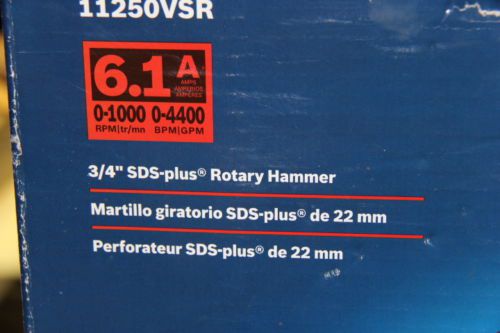 11250VSR
6.1 A
AMPS
AMPERIOS
AMPÈRES
0-1000 0-4400
RPM|tr/mn BPM|GPM
3/4" SDS-plus® Rotary Hammer
Martillo giratorio SDS-plus® de 22 mm
Perforateur SDS-plus® de 22 mm